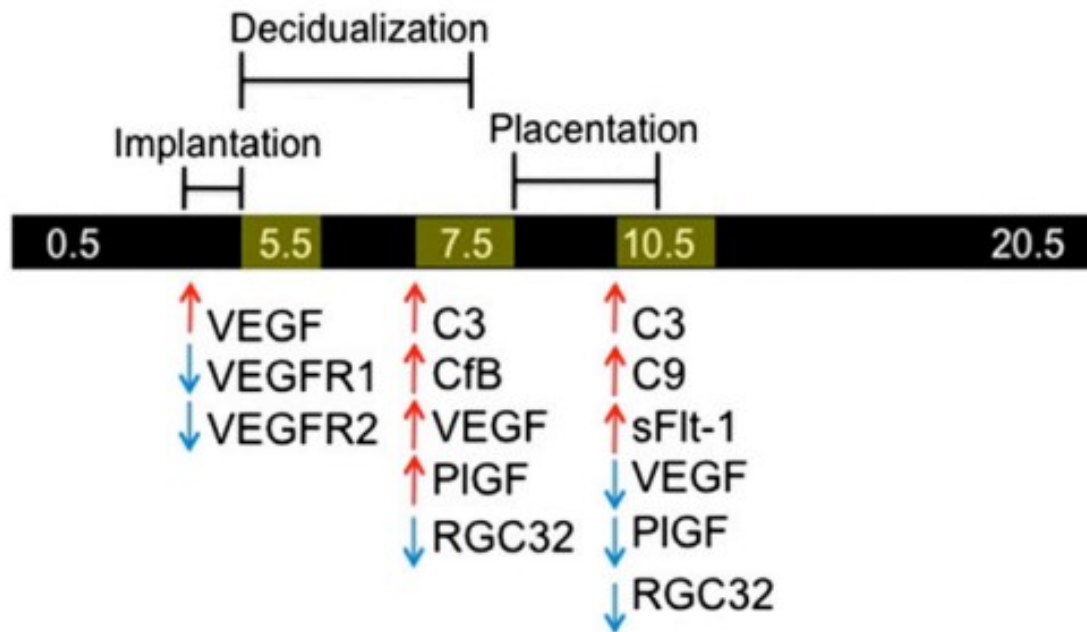 Decidualization
Implantation
Placentation
0.5 5.5 7.5 10.5 20.5
VEGF
VEGFR1
VEGFR2
C3
CfB
VEGF
PlGF
RGC32
C3
C9
sFlt-1
VEGF
PlGF
RGC32